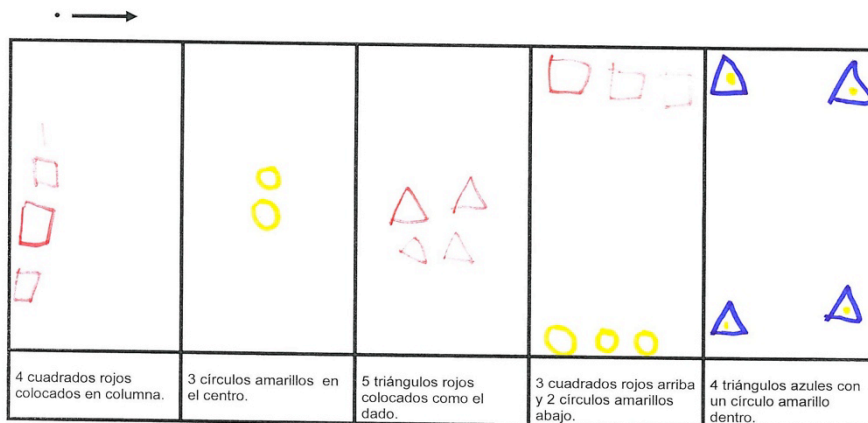 4 cuadrados rojos
colocados en columna.
3 círculos amarillos en
el centro.
5 triángulos rojos
colocados como el
dado.
3 cuadrados rojos arriba
y 2 círculos amarillos
abajo.
4 triángulos azules con
un círculo amarillo
dentro.